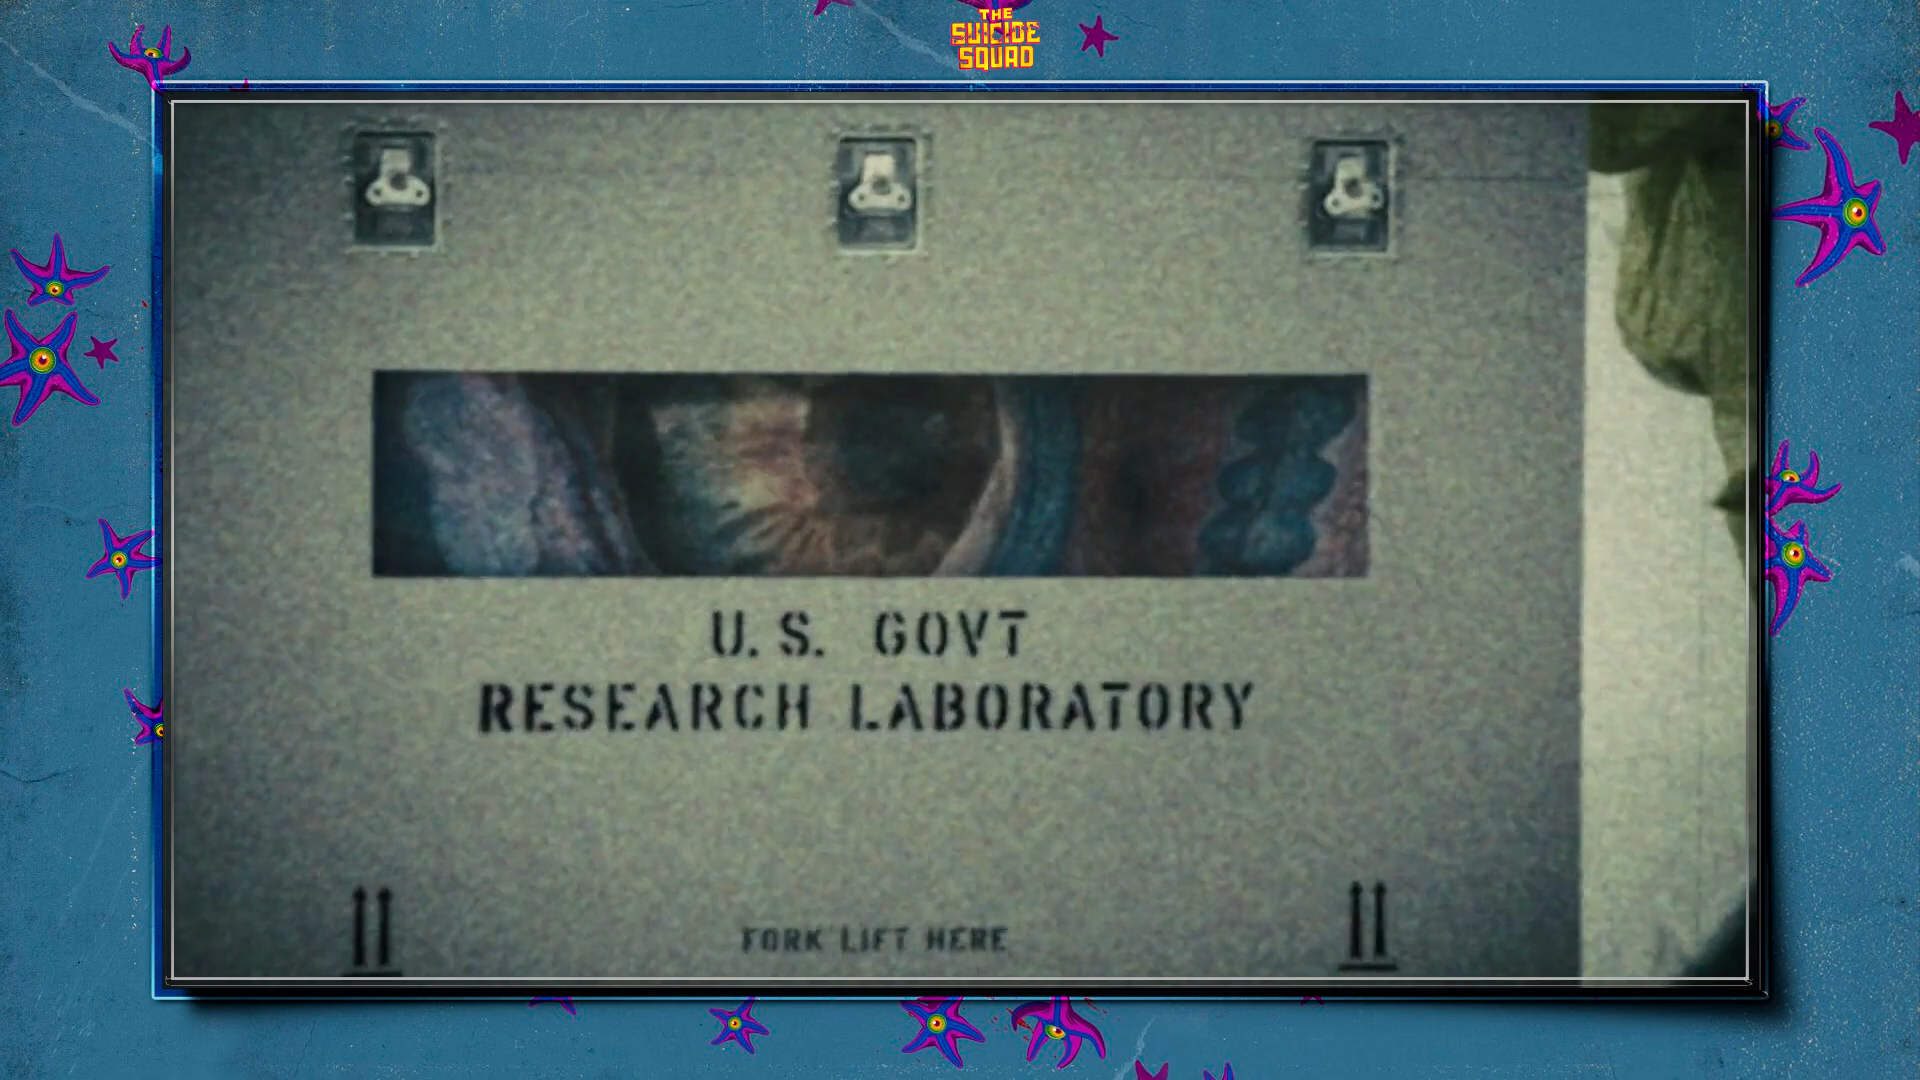 THE
SUICIDE
SQUAD
U.S. GOVT
RESEARCH LABORATORY
FORK LIFT HERE